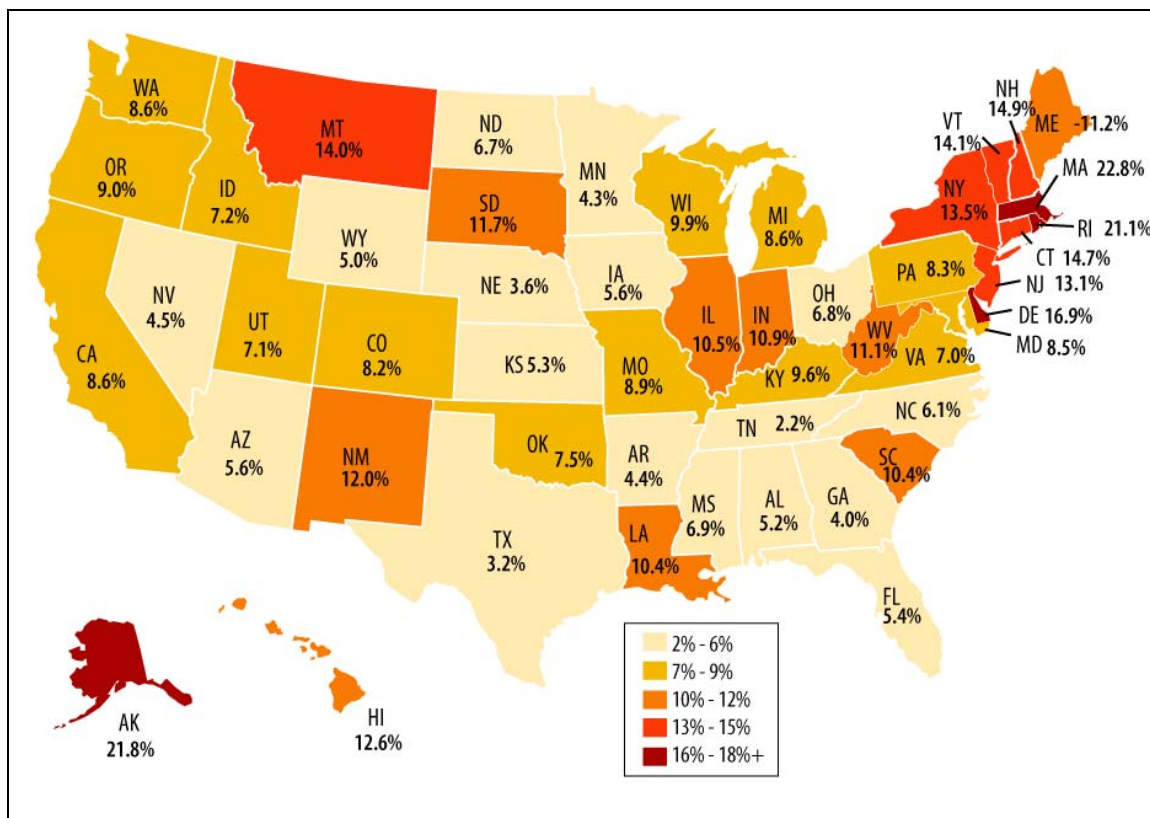 WA
8.6%
OR
9.0%
CA
8.6%
ID
7.2%
NV
4.5%
MT
14.0%
WY
5.0%
UT
7.1%
CO
8.2%
AZ
5.6%
NM
12.0%
ND
6.7%
SD
11.7%
NE 3.6%
KS 5.3%
OK 7.5%
TX
3.2%
MN
4.3%
IA
5.6%
MO
8.9%
AR
4.4%
LA
10.4%
WI
9.9%
IL
10.5%
MI
8.6%
IN
10.9%
OH
6.8%
KY 9.6%
TN 2.2%
MS
6.9%
AL
5.2%
GA
4.0%
FL
5.4%
SC
10.4%
NC 6.1%
VA 7.0%
WV
11.1%
PA 8.3%
NY
13.5%
VT
14.1%
NH
14.9%
ME -11.2%
MA 22.8%
RI 21.1%
CT 14.7%
NJ 13.1%
DE 16.9%
MD 8.5%
AK
21.8%
HI
12.6%
2% - 6%
7% - 9%
10% - 12%
13% - 15%
16% - 18%+